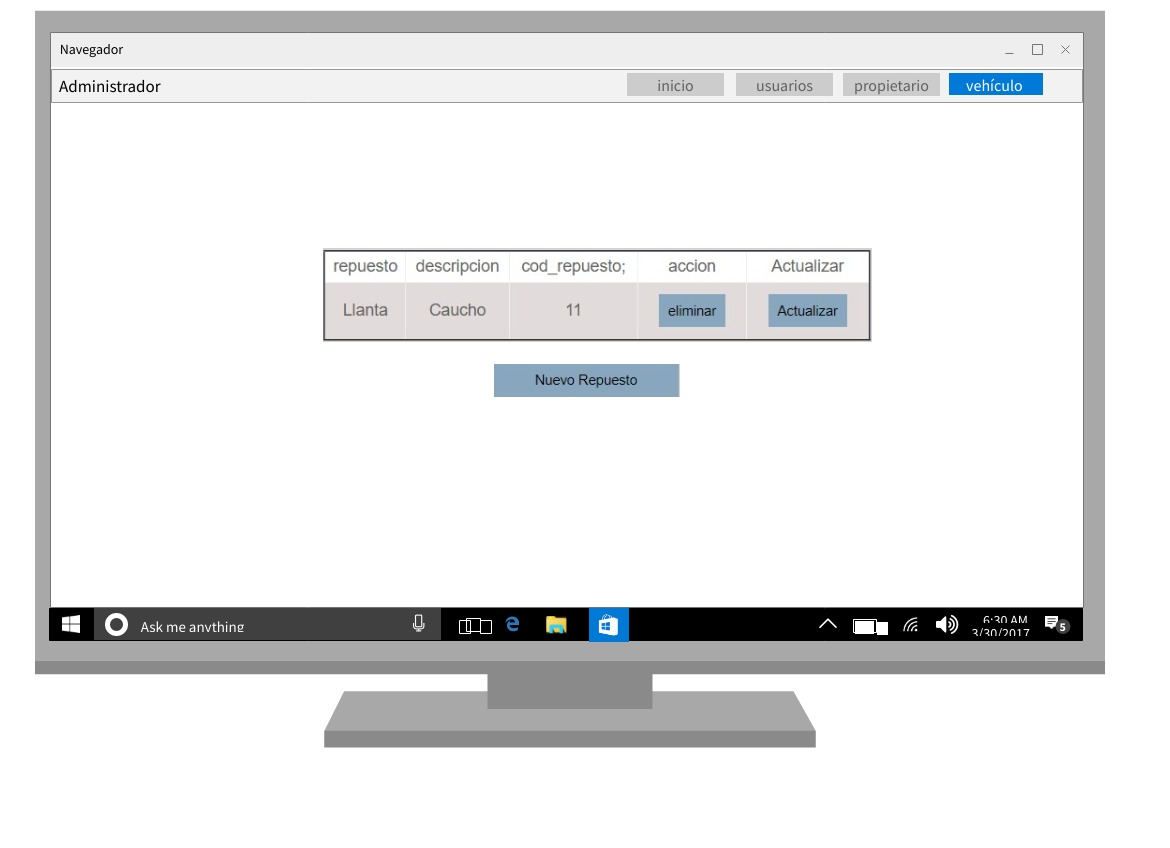 Navegador
Administrador inicio usuarios propietario vehículo
repuesto descripcion cod_repuesto; accion Actualizar
Llanta Caucho 11 eliminar Actualizar
Nuevo Repuesto
Ask me anything 6:30 AM
3/30/2017 5